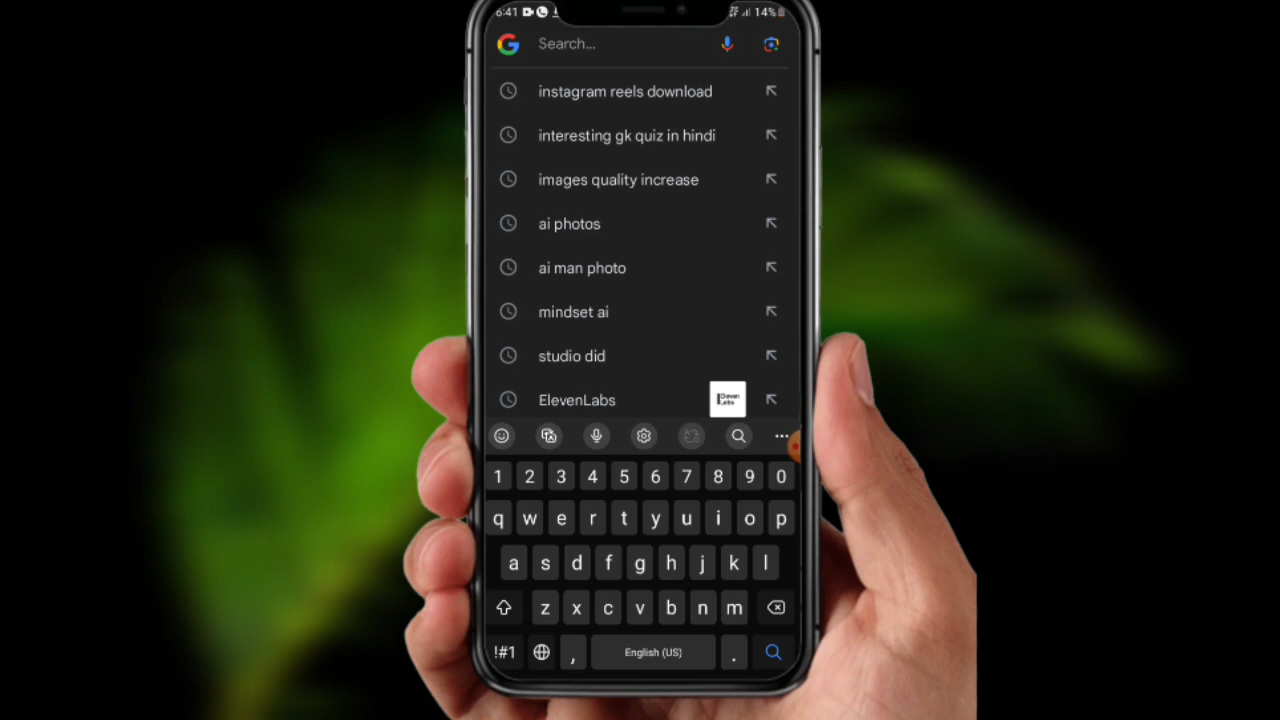 6:41 14%
Search...
instagram reels download
interesting gk quiz in hindi
images quality increase
ai photos
ai man photo
mindset ai
studio did
ElevenLabs
Eleven
Labs
1 2 3 4 5 6 7 8 9 0
q w e r t y u i o p
a s d f g h j k l
z x c v b n m
!#1 , English (US) .